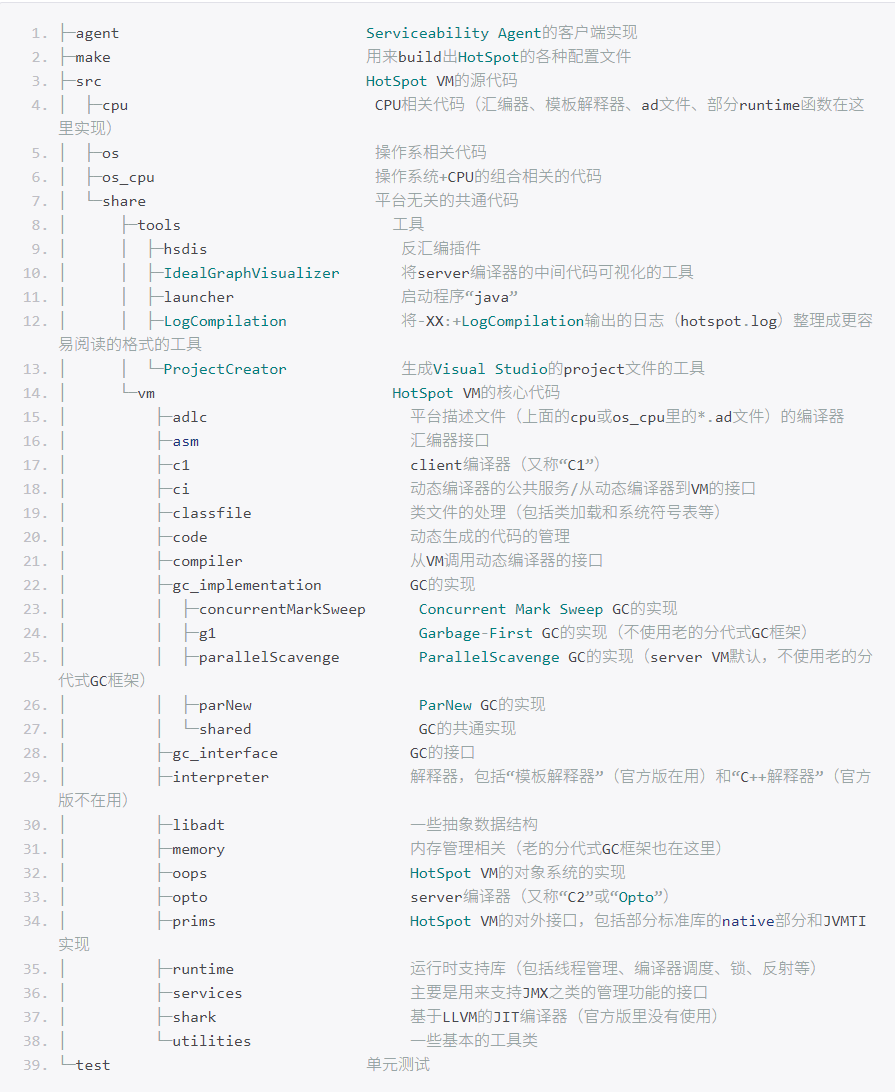 1. ├─agent Serviceability Agent的客户端实现
2. ├─make 用来build出HotSpot的各种配置文件
3. ├─src HotSpot VM的源代码
4. │ ├─cpu CPU相关代码（汇编器、模板解释器、ad文件、部分runtime函数在这
里实现）
5. │ ├─os 操作系相关代码
6. │ ├─os_cpu 操作系统+CPU的组合相关的代码
7. │ └─share 平台无关的共通代码
8. │ ├─tools 工具
9. │ │ ├─hsdis 反汇编插件
10. │ │ ├─IdealGraphVisualizer 将server编译器的中间代码可视化的工具
11. │ │ ├─launcher 启动程序“java”
12. │ │ ├─LogCompilation 将-XX:+LogCompilation输出的日志（hotspot.log）整理成更容
易阅读的格式的工具
13. │ │ └─ProjectCreator 生成Visual Studio的project文件的工具
14. │ └─vm HotSpot VM的核心代码
15. │ ├─adlc 平台描述文件（上面的cpu或os_cpu里的*.ad文件）的编译器
16. │ ├─asm 汇编器接口
17. │ ├─c1 client编译器（又称“C1”）
18. │ ├─ci 动态编译器的公共服务/从动态编译器到VM的接口
19. │ ├─classfile 类文件的处理（包括类加载和系统符号表等）
20. │ ├─code 动态生成的代码的管理
21. │ ├─compiler 从VM调用动态编译器的接口
22. │ ├─gc_implementation GC的实现
23. │ │ ├─concurrentMarkSweep Concurrent Mark Sweep GC的实现
24. │ │ ├─g1 Garbage-First GC的实现（不使用老的分代式GC框架）
25. │ │ ├─parallelScavenge ParallelScavenge GC的实现（server VM默认，不使用老的分
代式GC框架）
26. │ │ ├─parNew ParNew GC的实现
27. │ │ └─shared GC的共通实现
28. │ ├─gc_interface GC的接口
29. │ ├─interpreter 解释器，包括“模板解释器”（官方版在用）和“C++解释器”（官方
版不在用）
30. │ ├─libadt 一些抽象数据结构
31. │ ├─memory 内存管理相关（老的分代式GC框架也在这里）
32. │ ├─oops HotSpot VM的对象系统的实现
33. │ ├─opto server编译器（又称“C2”或“Opto”）
34. │ ├─prims HotSpot VM的对外接口，包括部分标准库的native部分和JVMTI
实现
35. │ ├─runtime 运行时支持库（包括线程管理、编译器调度、锁、反射等）
36. │ ├─services 主要是用来支持JMX之类的管理功能的接口
37. │ ├─shark 基于LLVM的JIT编译器（官方版里没有使用）
38. │ └─utilities 一些基本的工具类
39. └─test 单元测试